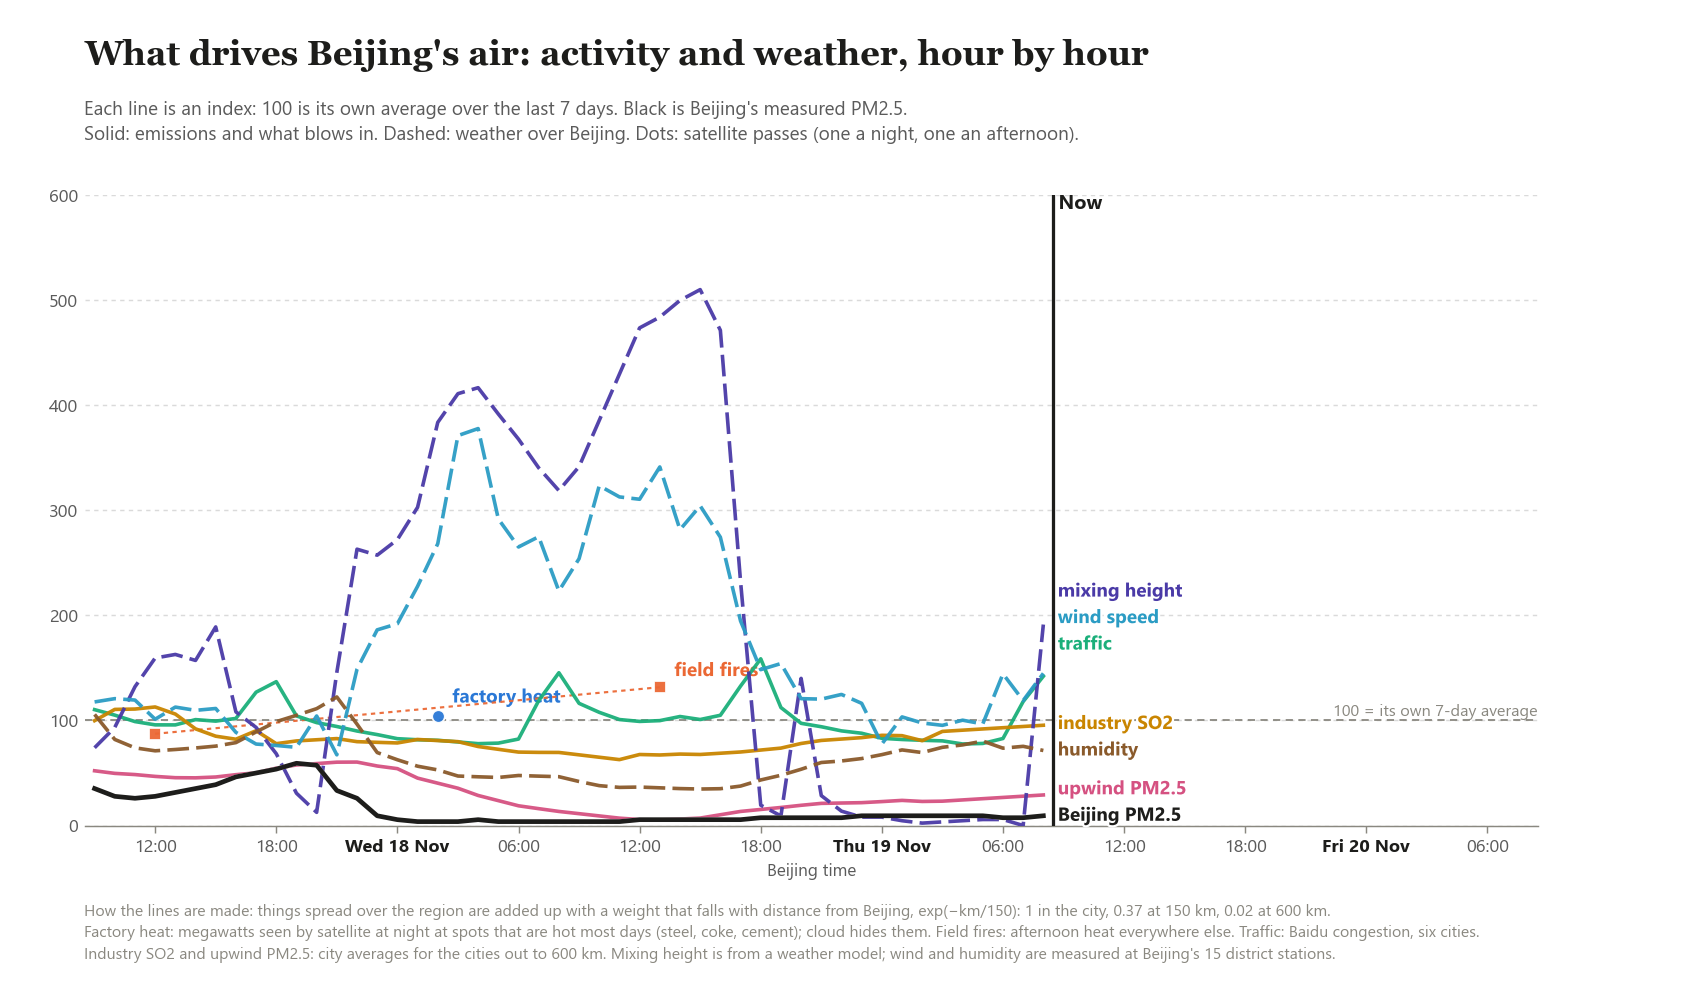 What drives Beijing's air: activity and weather, hour by hour
Each line is an index: 100 is its own average over the last 7 days. Black is Beijing's measured PM2.5.
Solid: emissions and what blows in. Dashed: weather over Beijing. Dots: satellite passes (one a night, one an afternoon).
600
Now
500
400
300
mixing height
200
wind speed
traffic
field fires
factory heat
100 = its own 7-day average
100
industry SO2
humidity
upwind PM2.5
Beijing PM2.5
0
12:00 18:00 Wed 18 Nov 06:00 12:00 18:00 Thu 19 Nov 06:00 12:00 18:00 Fri 20 Nov 06:00
Beijing time
How the lines are made: things spread over the region are added up with a weight that falls with distance from Beijing, exp(−km/150): 1 in the city, 0.37 at 150 km, 0.02 at 600 km.
Factory heat: megawatts seen by satellite at night at spots that are hot most days (steel, coke, cement); cloud hides them. Field fires: afternoon heat everywhere else. Traffic: Baidu congestion, six cities.
Industry SO2 and upwind PM2.5: city averages for the cities out to 600 km. Mixing height is from a weather model; wind and humidity are measured at Beijing's 15 district stations.